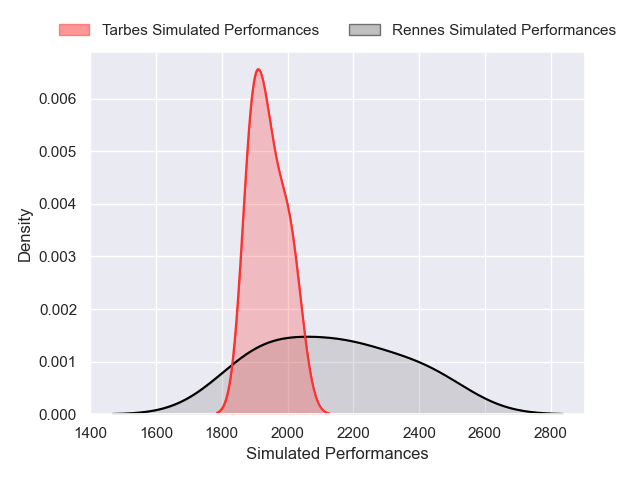 Tarbes Simulated Performances Rennes Simulated Performances
0.006
0.005
0.004
0.003
0.002
0.001
0.000
Density
1400 1600 1800 2000 2200 2400 2600 2800
Simulated Performances